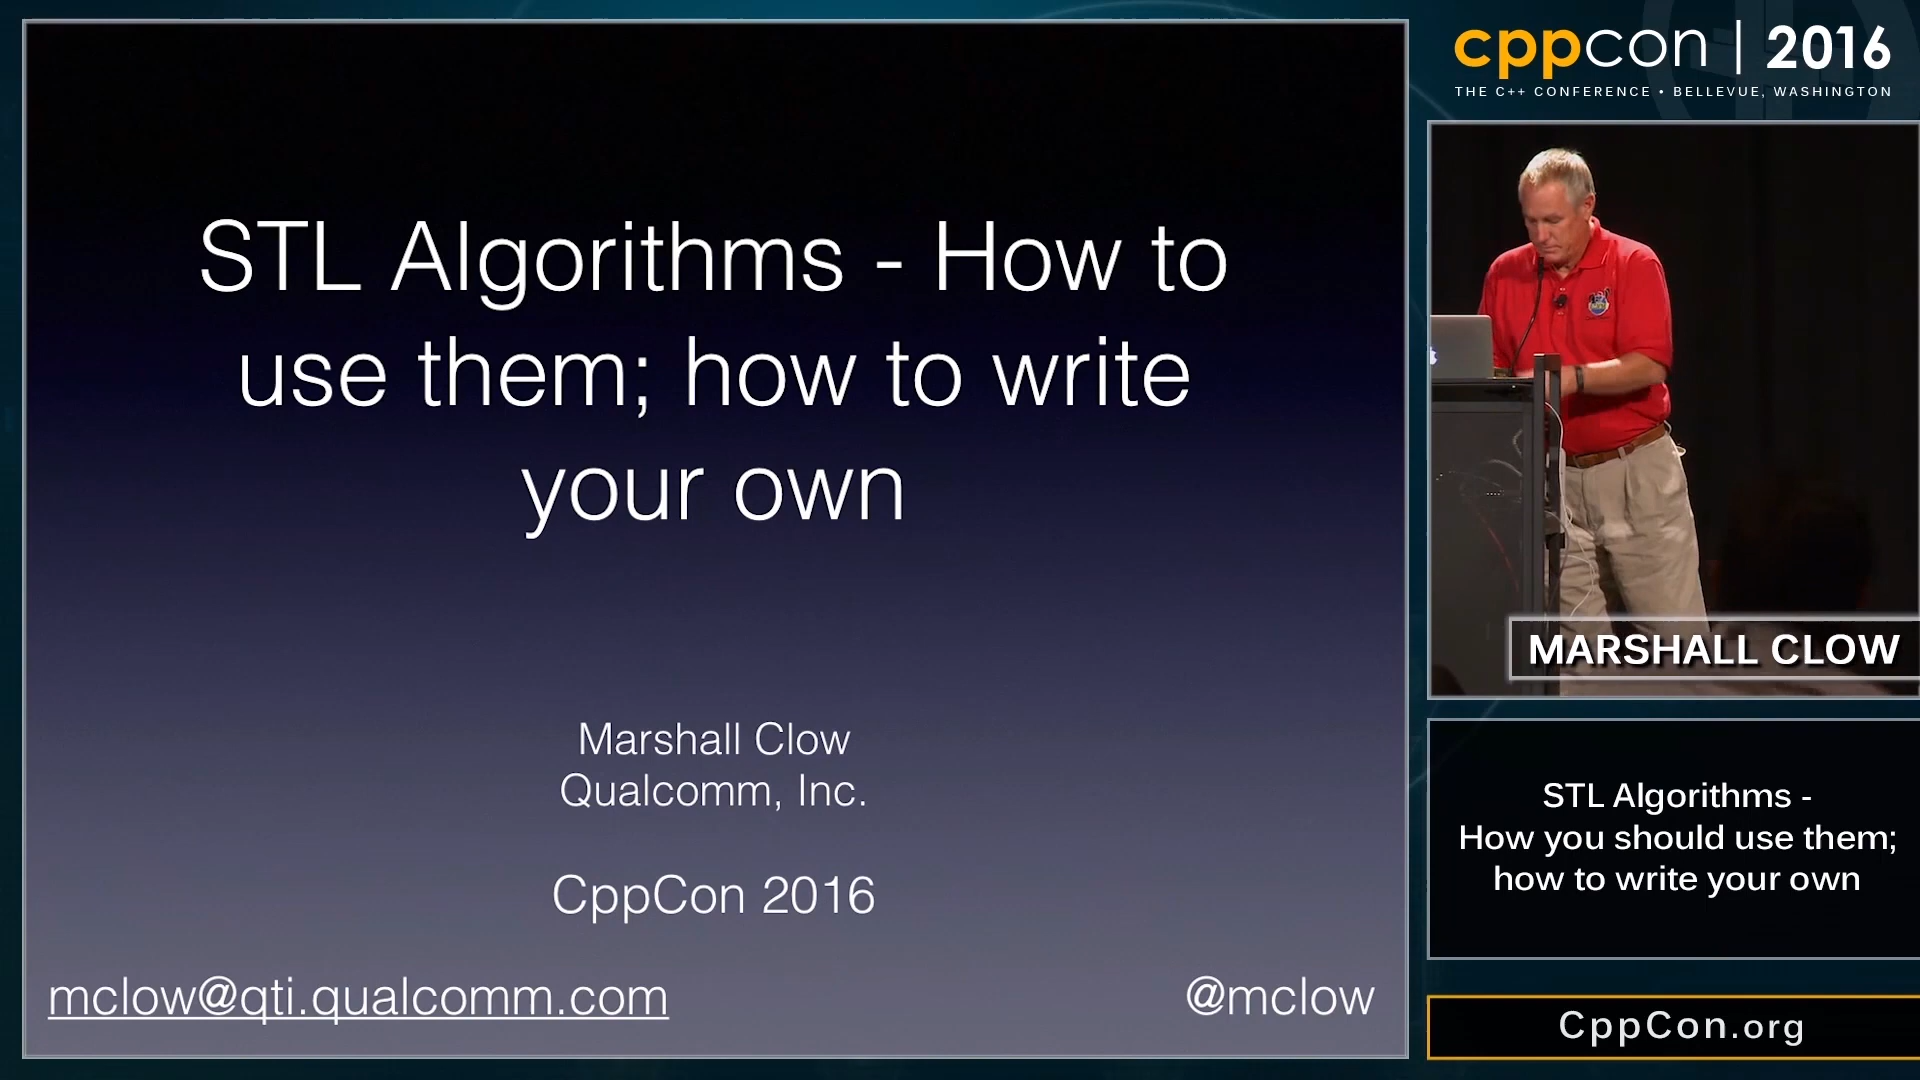 STL Algorithms - How to
use them; how to write
your own
Marshall Clow
Qualcomm, Inc.
CppCon 2016
mclow@qti.qualcomm.com
@mclow
cppcon | 2016
THE C++ CONFERENCE • BELLEVUE, WASHINGTON
MARSHALL CLOW
STL Algorithms -
How you should use them;
how to write your own
CppCon.org